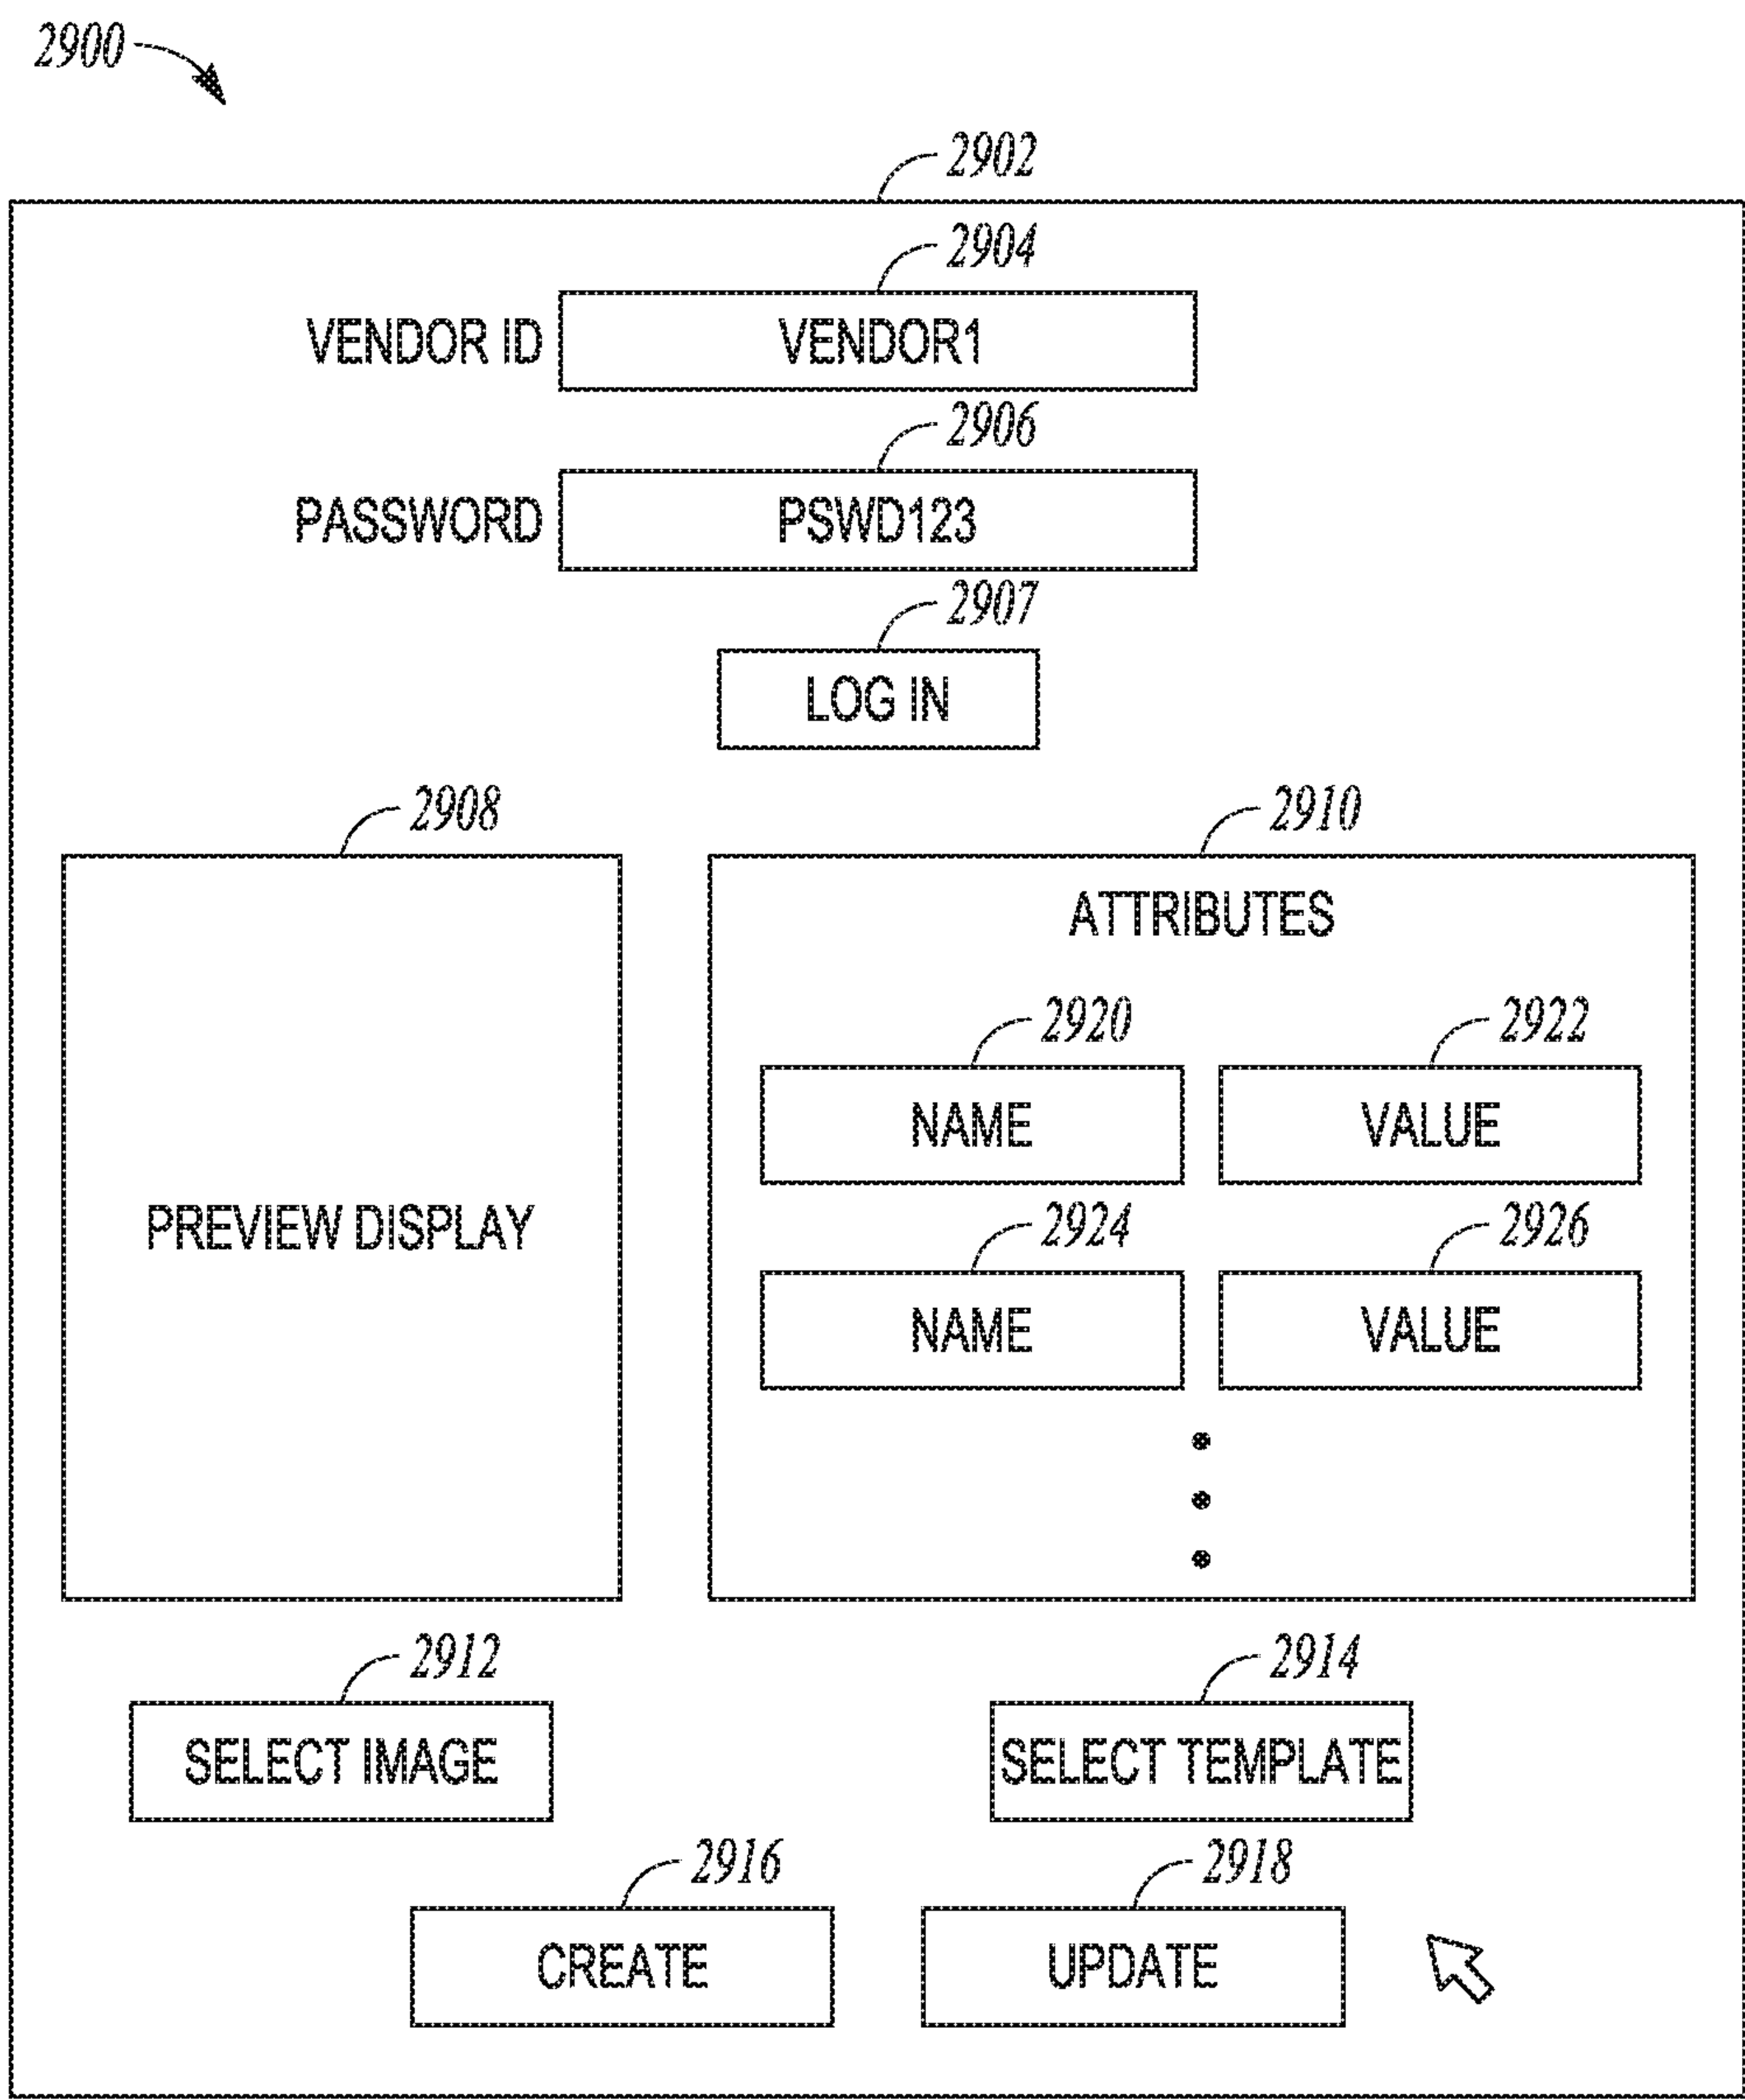 2900
2902
2904
VENDOR ID VENDOR1
2906
PASSWORD PSWD123
2907
LOG IN
2908 2910
ATTRIBUTES
2920 2922
NAME VALUE
PREVIEW DISPLAY
2924 2926
NAME VALUE
2912 2914
SELECT IMAGE SELECT TEMPLATE
2916 2918
CREATE UPDATE